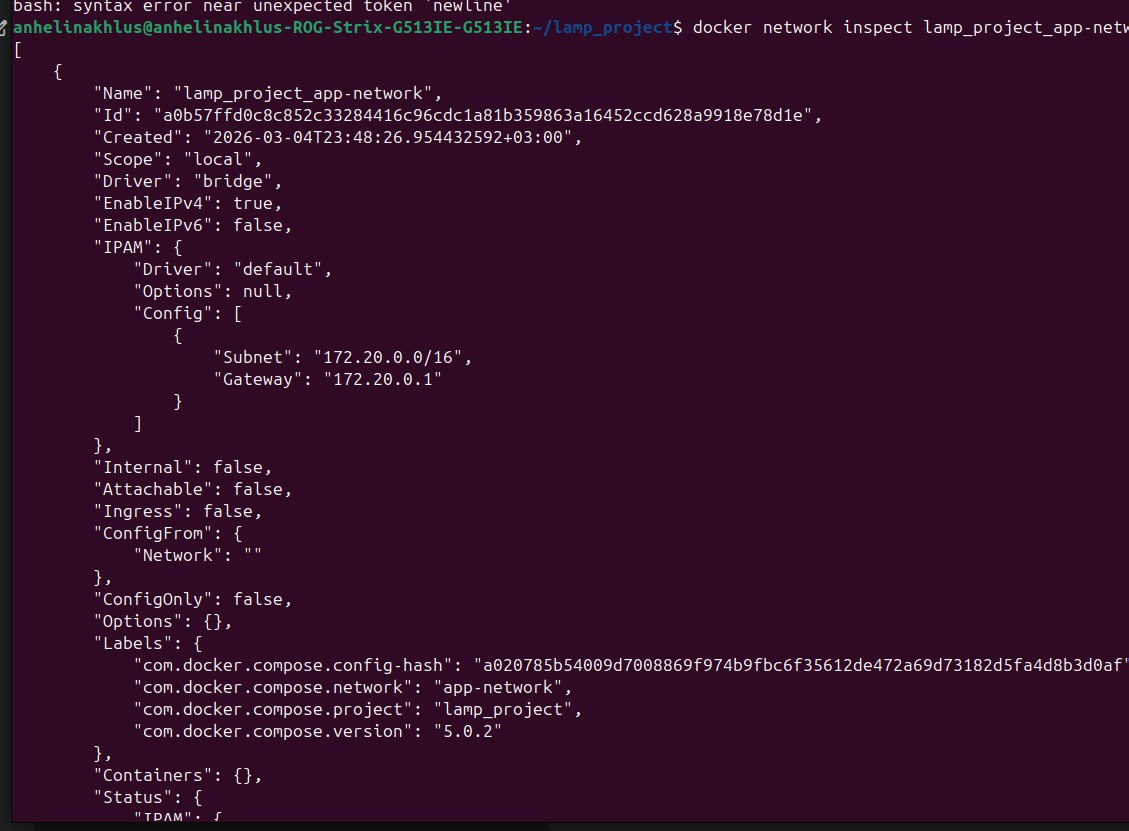 bash: syntax error near unexpected token `newline'
anhelinakhlus@anhelinakhlus-ROG-Strix-G513IE-G513IE:~/lamp_project$ docker network inspect lamp_project_app-netw
[
    {
        "Name": "lamp_project_app-network",
        "Id": "a0b57ffd0c8c852c33284416c96cdc1a81b359863a16452ccd628a9918e78d1e",
        "Created": "2026-03-04T23:48:26.954432592+03:00",
        "Scope": "local",
        "Driver": "bridge",
        "EnableIPv4": true,
        "EnableIPv6": false,
        "IPAM": {
            "Driver": "default",
            "Options": null,
            "Config": [
                {
                    "Subnet": "172.20.0.0/16",
                    "Gateway": "172.20.0.1"
                }
            ]
        },
        "Internal": false,
        "Attachable": false,
        "Ingress": false,
        "ConfigFrom": {
            "Network": ""
        },
        "ConfigOnly": false,
        "Options": {},
        "Labels": {
            "com.docker.compose.config-hash": "a020785b54009d7008869f974b9fbc6f35612de472a69d73182d5fa4d8b3d0af"
            "com.docker.compose.network": "app-network",
            "com.docker.compose.project": "lamp_project",
            "com.docker.compose.version": "5.0.2"
        },
        "Containers": {},
        "Status": {
            "IPAM": {